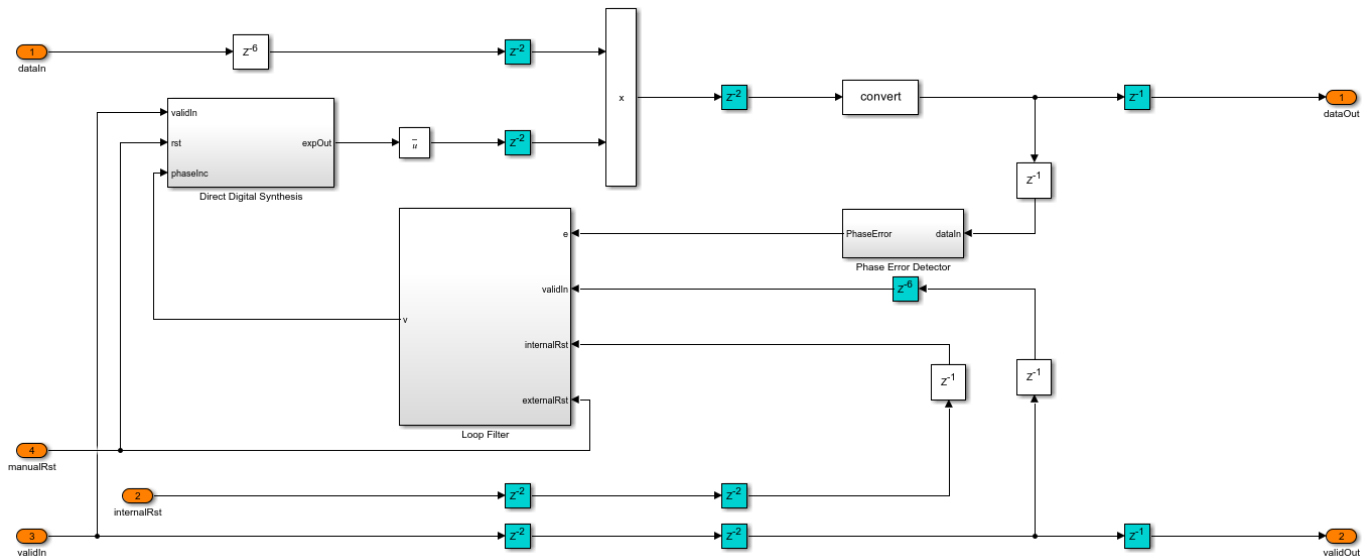 1
dataIn
z-6
z-2
x
z-2
convert
z-1
1
dataOut
validIn
rst
phaseInc
expOut
Direct Digital Synthesis
u
z-2
z-1
e
validIn
internalRst
externalRst
v
Loop Filter
PhaseError
dataIn
Phase Error Detector
z-6
z-1
z-1
4
manualRst
2
internalRst
z-2
z-2
3
validIn
z-2
z-2
z-1
2
validOut